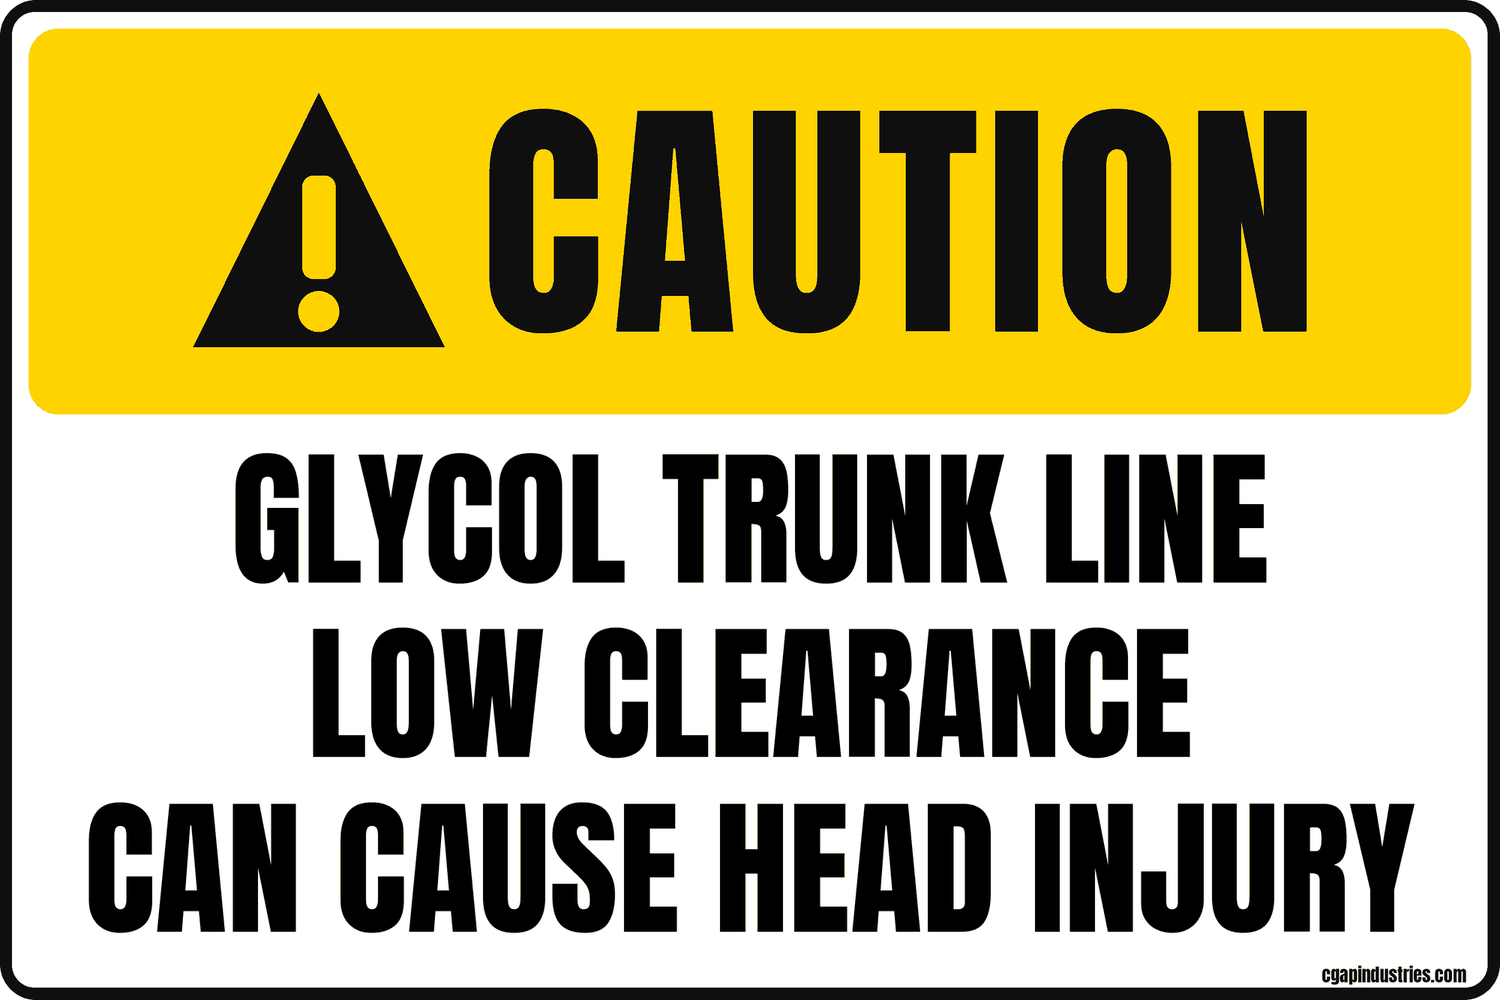 CAUTION
GLYCOL TRUNK LINE
LOW CLEARANCE
CAN CAUSE HEAD INJURY
cgapindustries.com